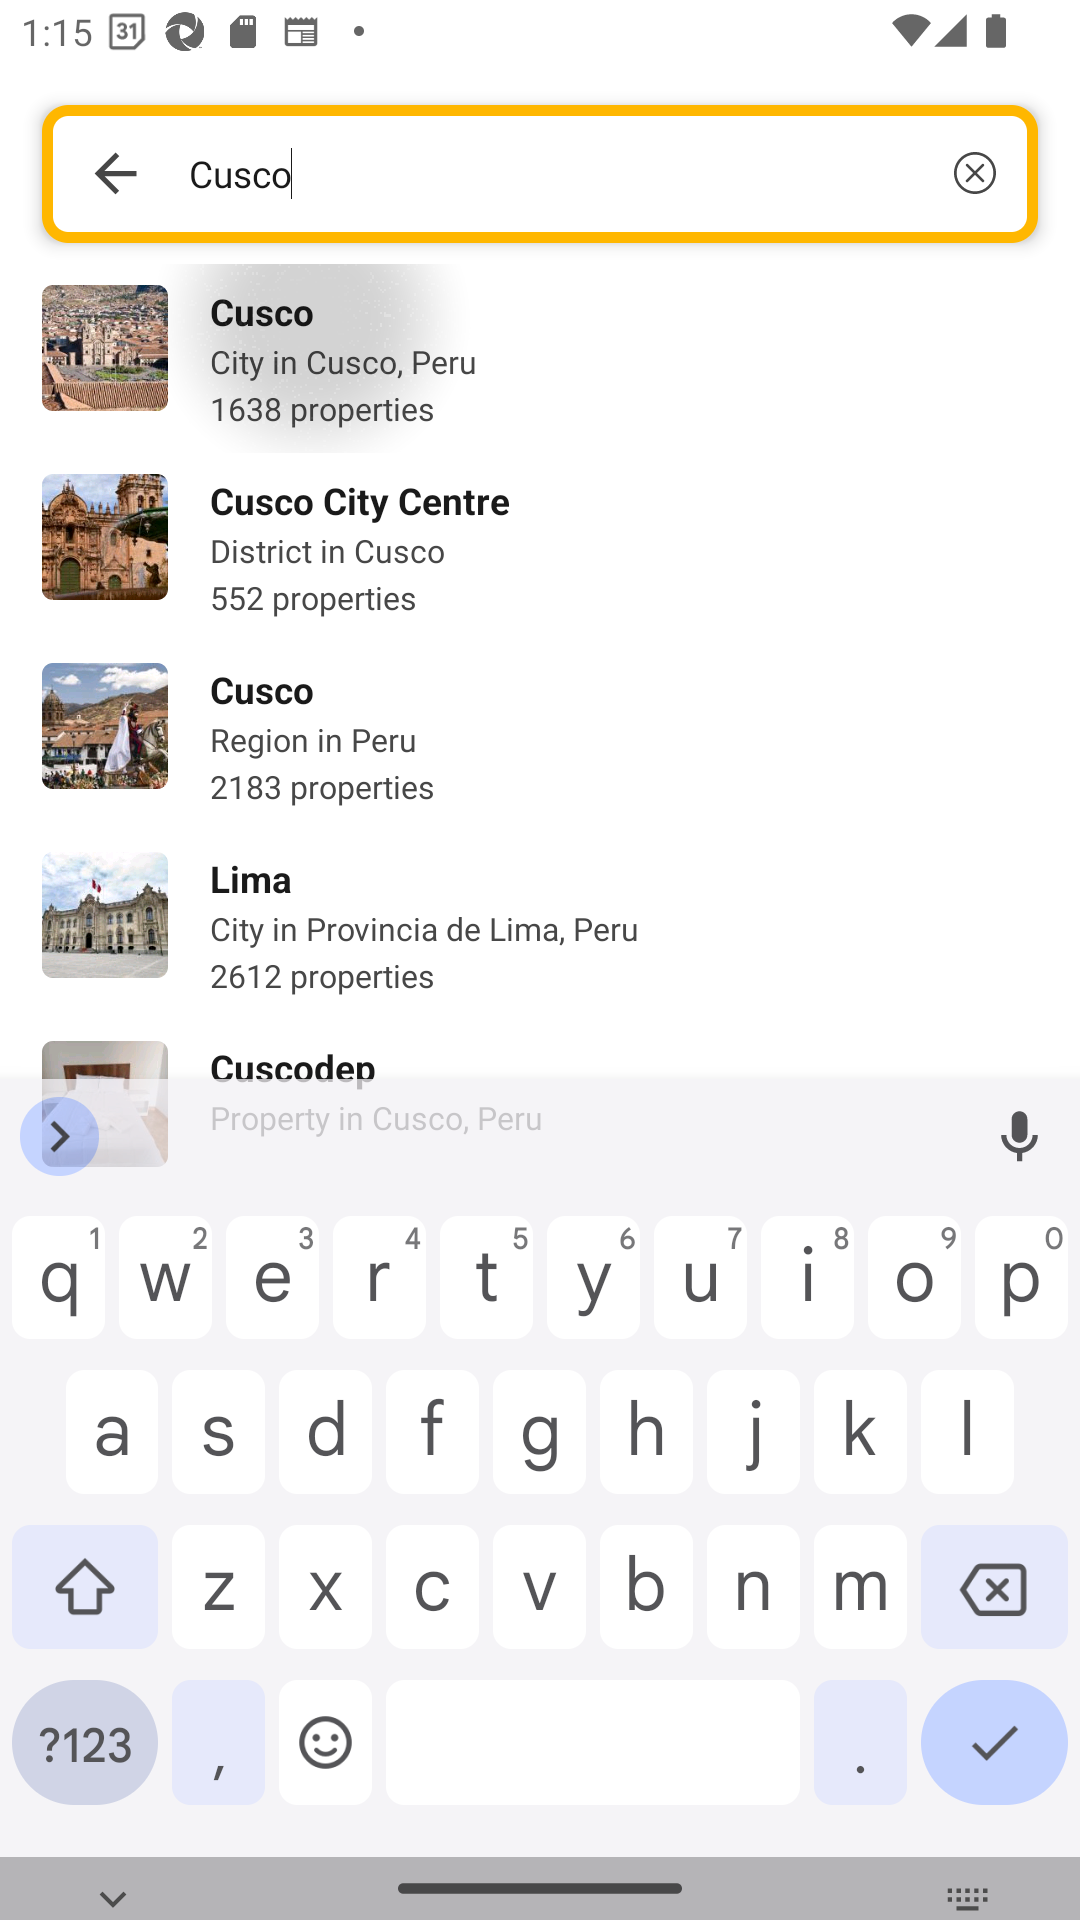 1:15 31
Cusco
Cusco
City in Cusco, Peru
1638 properties
Cusco City Centre
District in Cusco
552 properties
Cusco
Region in Peru
2183 properties
Lima
City in Provincia de Lima, Peru
2612 properties
Cuscodep
Property in Cusco, Peru
1 2 3 4 5 6 7 8 9 0
q w e r t y u i o p
a s d f g h j k l
z x c v b n m
?123 , .